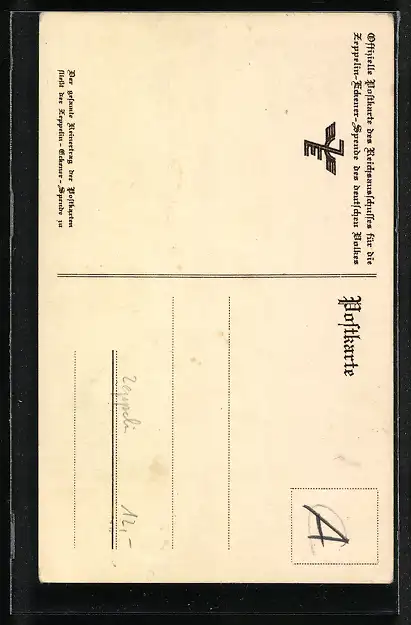 Offizielle Postkarte des Reichsausschusses für die
Zeppelin-Eckener-Spende des deutschen Volkes
ZE
Der gesamte Reinertrag der Postkarten
fließt der Zeppelin-Eckener-Spende zu
Postkarte
A
Zeppelin
12,-